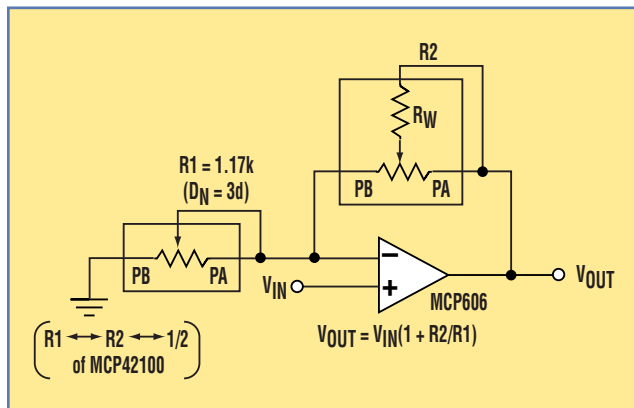 R2
RW
R1 = 1.17k
(DN = 3d)
PB PA
PB PA
VIN
−
+
MCP606
VOUT
VOUT = VIN(1 + R2/R1)
(R1 ↔ R2 ↔ 1/2
of MCP42100)